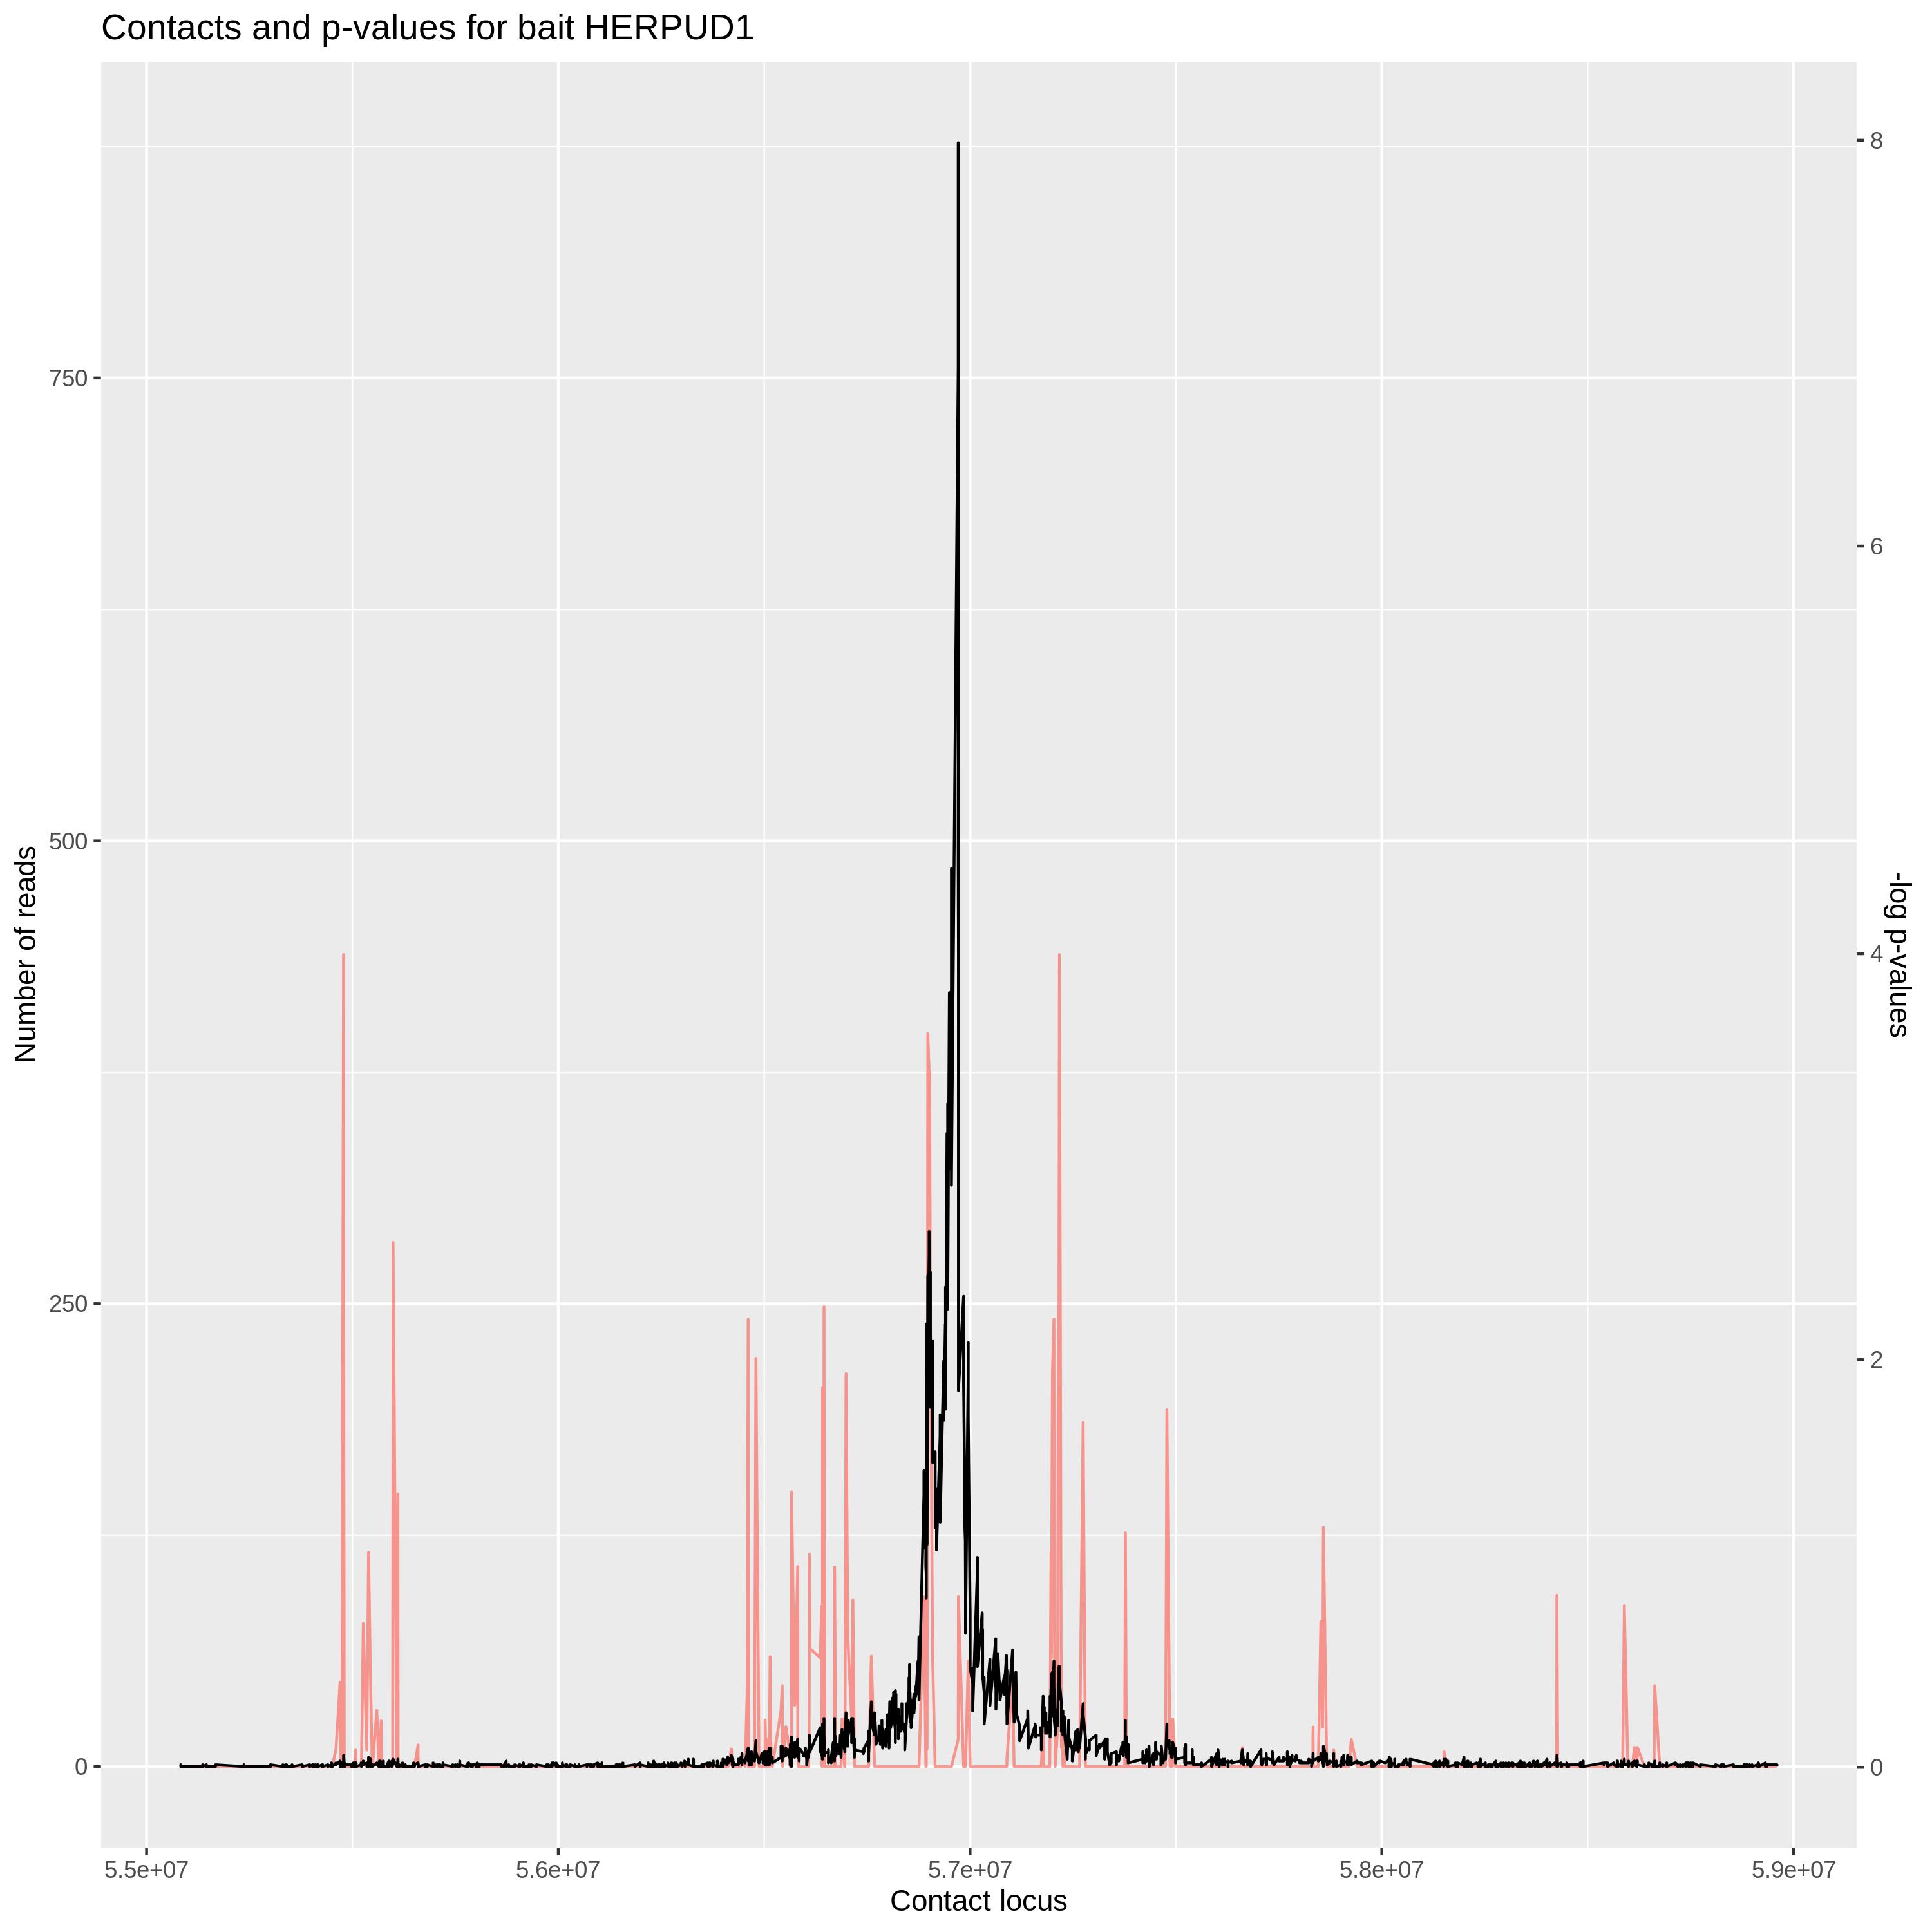 Contacts and p-values for bait HERPUD1
Number of reads
750
500
250
0
8
6
4
2
0
-log p-values
5.5e+07
5.6e+07
5.7e+07
5.8e+07
5.9e+07
Contact locus